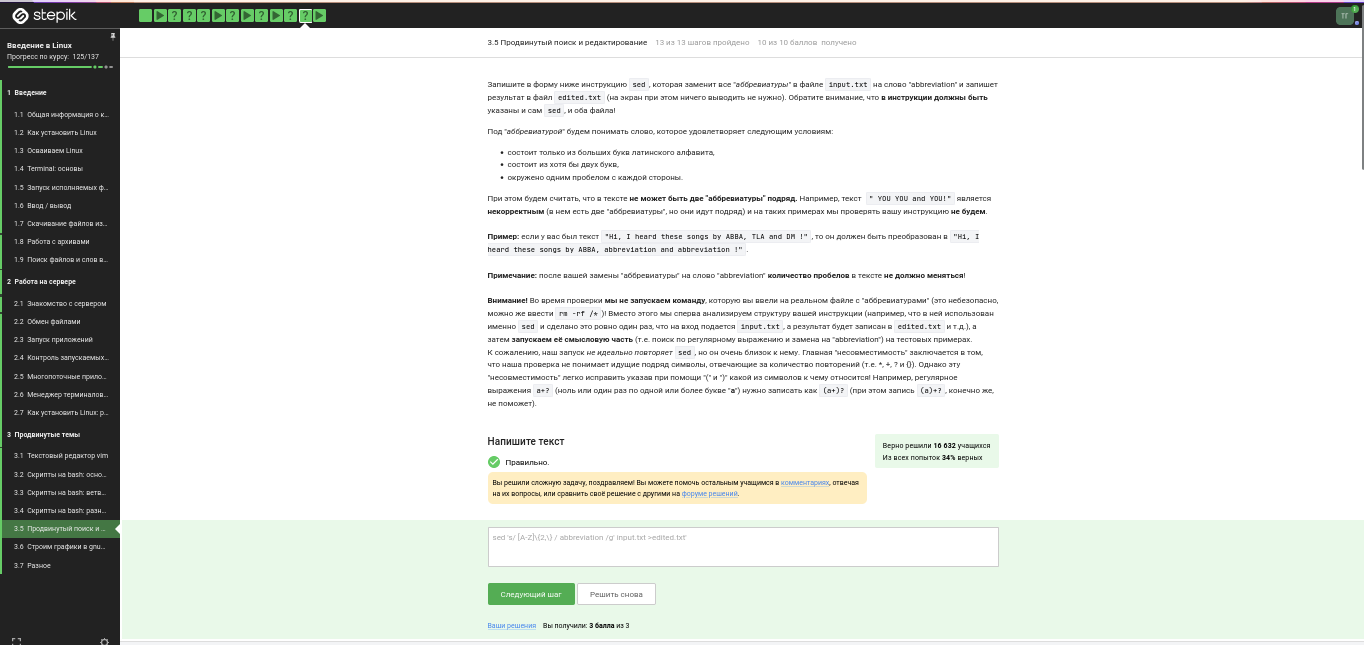 stepik
Введение в Linux
Прогресс по курсу: 125/137
1 Введение
1.1 Общая информация о к...
1.2 Как установить Linux
1.3 Осваиваем Linux
1.4 Terminal: основы
1.5 Запуск исполняемых ф...
1.6 Ввод / вывод
1.7 Скачивание файлов из...
1.8 Работа с архивами
1.9 Поиск файлов и слов в...
2 Работа на сервере
2.1 Знакомство с сервером
2.2 Обмен файлами
2.3 Запуск приложений
2.4 Контроль запускаемых...
2.5 Многопоточные прило...
2.6 Менеджер терминалов...
2.7 Как установить Linux: р...
3 Продвинутые темы
3.1 Текстовый редактор vim
3.2 Скрипты на bash: осно...
3.3 Скрипты на bash: ветв...
3.4 Скрипты на bash: разн...
3.5 Продвинутый поиск и ...
3.6 Строим графики в gnu...
3.7 Разное
3.5 Продвинутый поиск и редактирование 13 из 13 шагов пройдено 10 из 10 баллов получено
Запишите в форму ниже инструкцию sed, которая заменит все "аббревиатуры" в файле input.txt на слово "abbreviation" и запишет
результат в файл edited.txt (на экран при этом ничего выводить не нужно). Обратите внимание, что в инструкции должны быть
указаны и сам sed, и оба файла!
Под "аббревиатурой" будем понимать слово, которое удовлетворяет следующим условиям:
• состоит только из больших букв латинского алфавита,
• состоит из хотя бы двух букв,
• окружено одним пробелом с каждой стороны.
При этом будем считать, что в тексте не может быть две "аббревиатуры" подряд. Например, текст " YOU YOU and YOU!" является
некорректным (в нем есть две "аббревиатуры", но они идут подряд) и на таких примерах мы проверять вашу инструкцию не будем.
Пример: если у вас был текст "Hi, I heard these songs by ABBA, TLA and DM !", то он должен быть преобразован в "Hi, I
heard these songs by ABBA, abbreviation and abbreviation !".
Примечание: после вашей замены "аббревиатуры" на слово "abbreviation" количество пробелов в тексте не должно меняться!
Внимание! Во время проверки мы не запускаем команду, которую вы ввели на реальном файле с "аббревиатурами" (это небезопасно,
можно же ввести rm -rf /* )! Вместо этого мы сперва анализируем структуру вашей инструкции (например, что в ней использован
именно sed и сделано это ровно один раз, что на вход подается input.txt, а результат будет записан в edited.txt и т.д.), а
затем запускаем её смысловую часть (т.е. поиск по регулярному выражению и замена на "abbreviation") на тестовых примерах.
К сожалению, наш запуск не идеально повторяет sed, но он очень близок к нему. Главная "несовместимость" заключается в том,
что наша проверка не понимает идущие подряд символы, отвечающие за количество повторений (т.е. *, +, ? и {}). Однако эту
"несовместимость" легко исправить указав при помощи "(" и ")" какой из символов к чему относится! Например, регулярное
выражения a+? (ноль или один раз по одной или более букве "a") нужно записать как (a+)? (при этом запись (a)+?, конечно же,
не поможет).
Напишите текст
Верно решили 16 632 учащихся
Из всех попыток 34% верных
Правильно.
Вы решили сложную задачу, поздравляем! Вы можете помочь остальным учащимся в комментариях, отвечая
на их вопросы, или сравнить своё решение с другими на форуме решений.
sed 's/ [A-Z]\{2,\} / abbreviation /g' input.txt >edited.txt'
Следующий шаг
Решить снова
Ваши решения Вы получили: 3 балла из 3